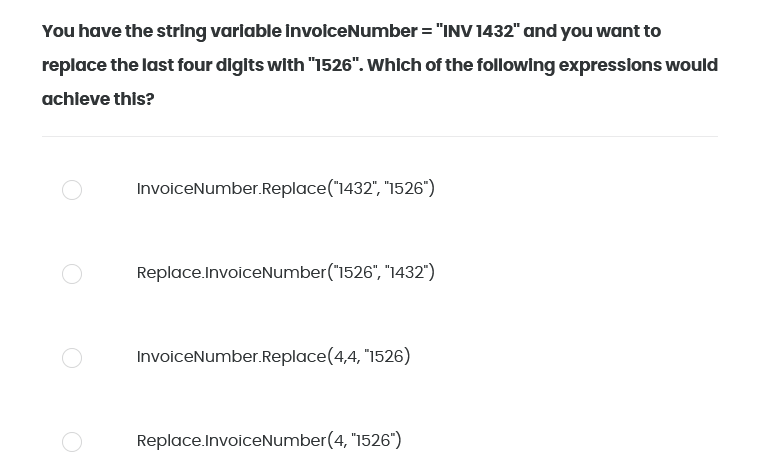 You have the string variable InvoiceNumber = "INV 1432" and you want to
replace the last four digits with "1526". Which of the following expressions would
achieve this?
InvoiceNumber.Replace("1432", "1526")
Replace.InvoiceNumber("1526", "1432")
InvoiceNumber.Replace(4,4, "1526)
Replace.InvoiceNumber(4, "1526")